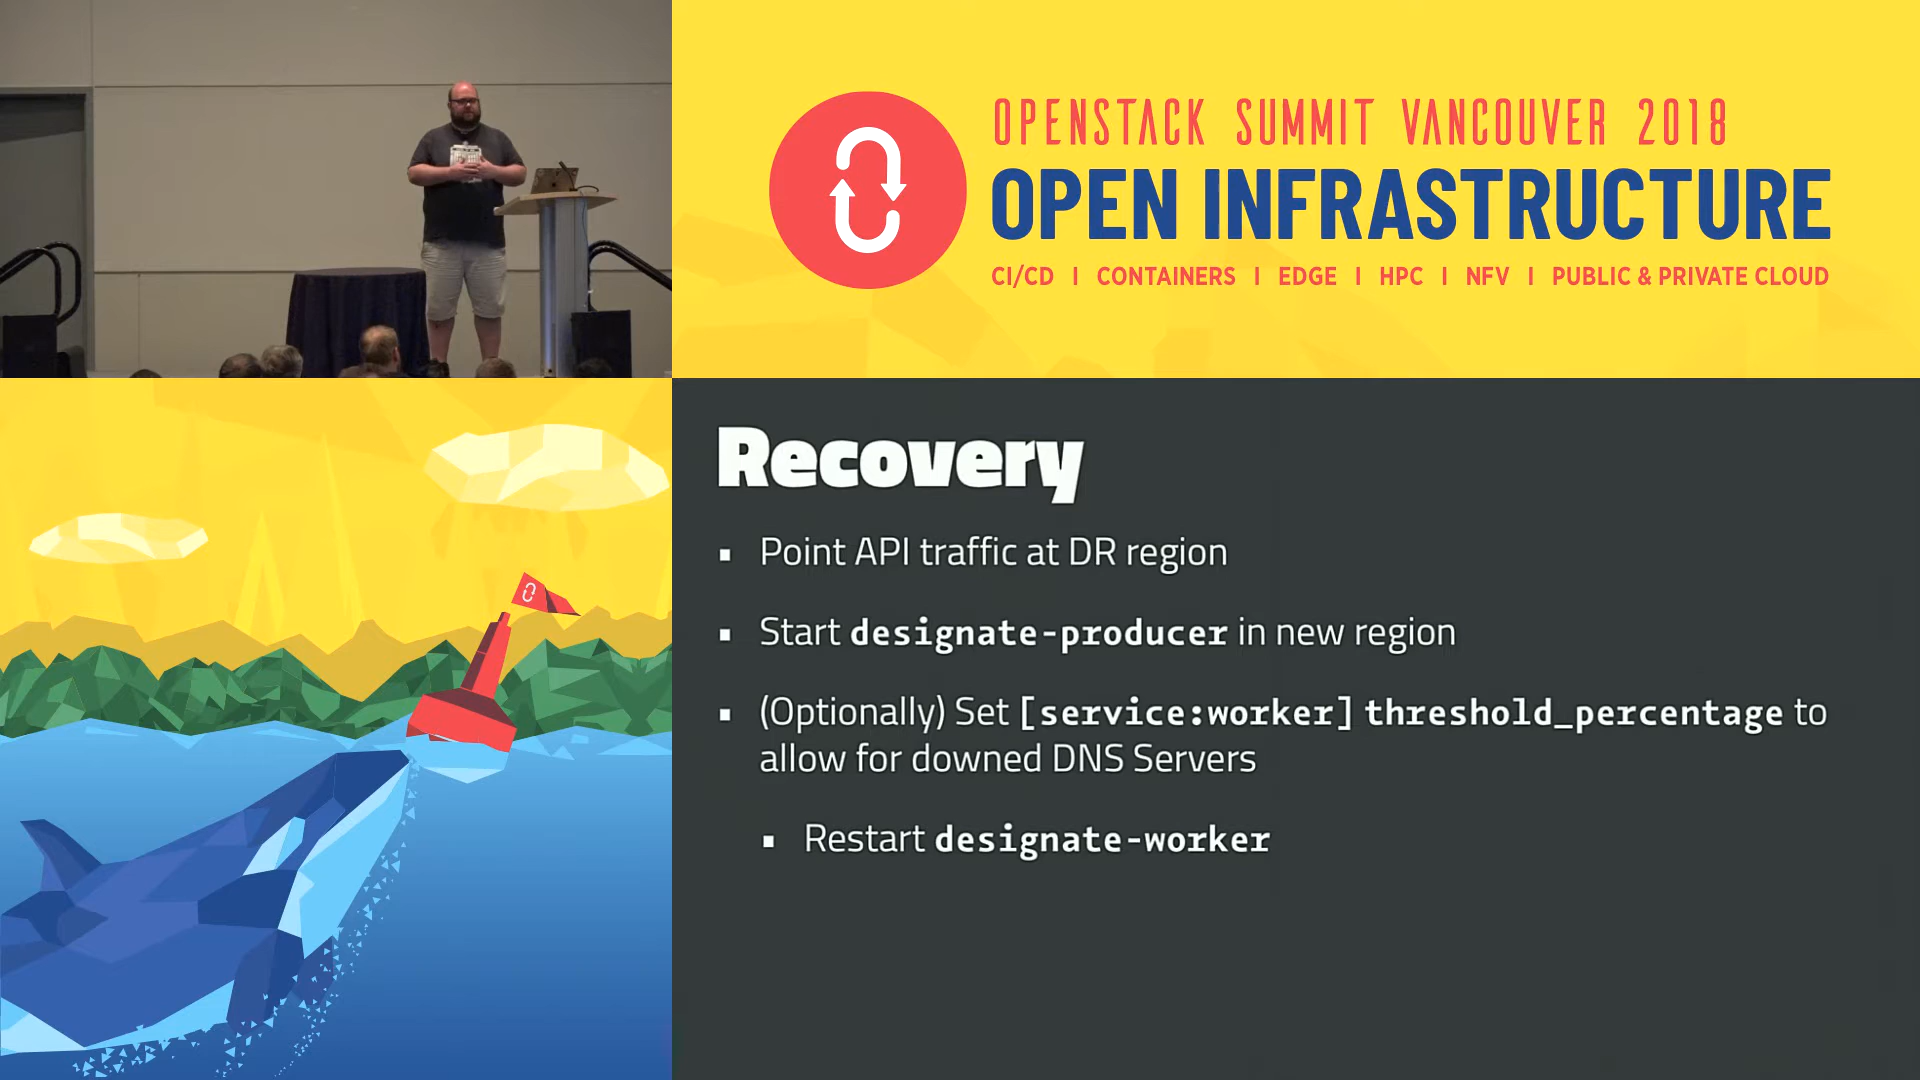 OPENSTACK SUMMIT VANCOUVER 2018
OPEN INFRASTRUCTURE
CI/CD | CONTAINERS | EDGE | HPC | NFV | PUBLIC & PRIVATE CLOUD
Recovery
▪ Point API traffic at DR region
▪ Start designate-producer in new region
▪ (Optionally) Set [service:worker] threshold_percentage to
allow for downed DNS Servers
▪ Restart designate-worker